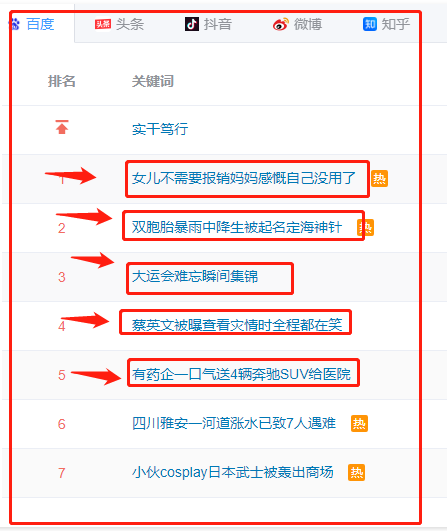 百度 头条 头条 抖音 微博 知 知乎
排名 关键词
实干笃行
1 女儿不需要报销妈妈感慨自己没用了 热
2 双胞胎暴雨中降生被起名定海神针 热
3 大运会难忘瞬间集锦
4 蔡英文被曝查看灾情时全程都在笑
5 有药企一口气送4辆奔驰SUV给医院
6 四川雅安一河道涨水已致7人遇难 热
7 小伙cosplay日本武士被轰出商场 热